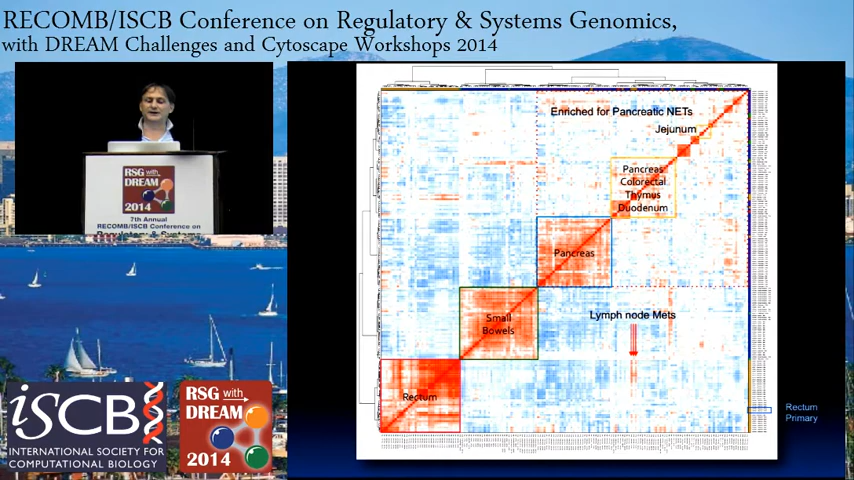 RECOMB/ISCB Conference on Regulatory & Systems Genomics,
with DREAM Challenges and Cytoscape Workshops 2014
RSG with
DREAM
2014
7th Annual
RECOMB/ISCB Conference on
Enriched for Pancreatic NETs
Jejunum
Pancreas
Colorectal
Thymus
Duodenum
Pancreas
Small
Bowels
Lymph node Mets
Rectum
Rectum
Primary
iSCB
INTERNATIONAL SOCIETY FOR
COMPUTATIONAL BIOLOGY
RSG with
DREAM
2014